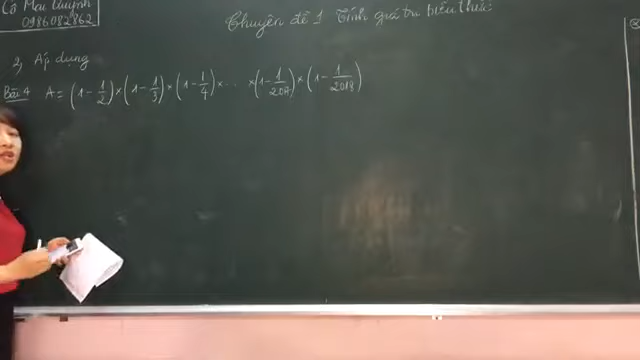 Cô Mai Quỳnh
0986082862
Chuyên đề 1 Tính giá trị biểu thức
2, Áp dụng
Bài 4 A = (1 - 1/2) × (1 - 1/3) × (1 - 1/4) × ... × (1 - 1/2017) × (1 - 1/2018)